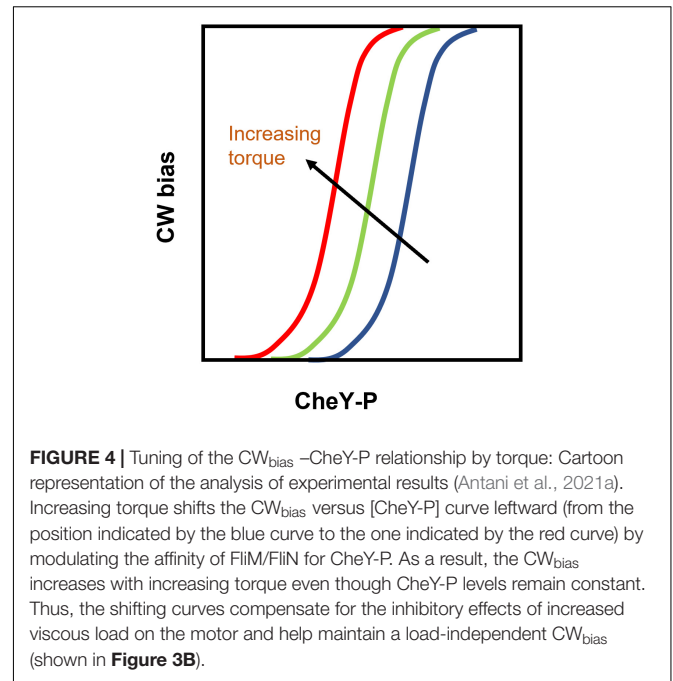 Increasing
torque
CW bias
CheY-P
FIGURE 4 | Tuning of the CWbias –CheY-P relationship by torque: Cartoon
representation of the analysis of experimental results (Antani et al., 2021a).
Increasing torque shifts the CWbias versus [CheY-P] curve leftward (from the
position indicated by the blue curve to the one indicated by the red curve) by
modulating the affinity of FliM/FliN for CheY-P. As a result, the CWbias
increases with increasing torque even though CheY-P levels remain constant.
Thus, the shifting curves compensate for the inhibitory effects of increased
viscous load on the motor and help maintain a load-independent CWbias
(shown in Figure 3B).